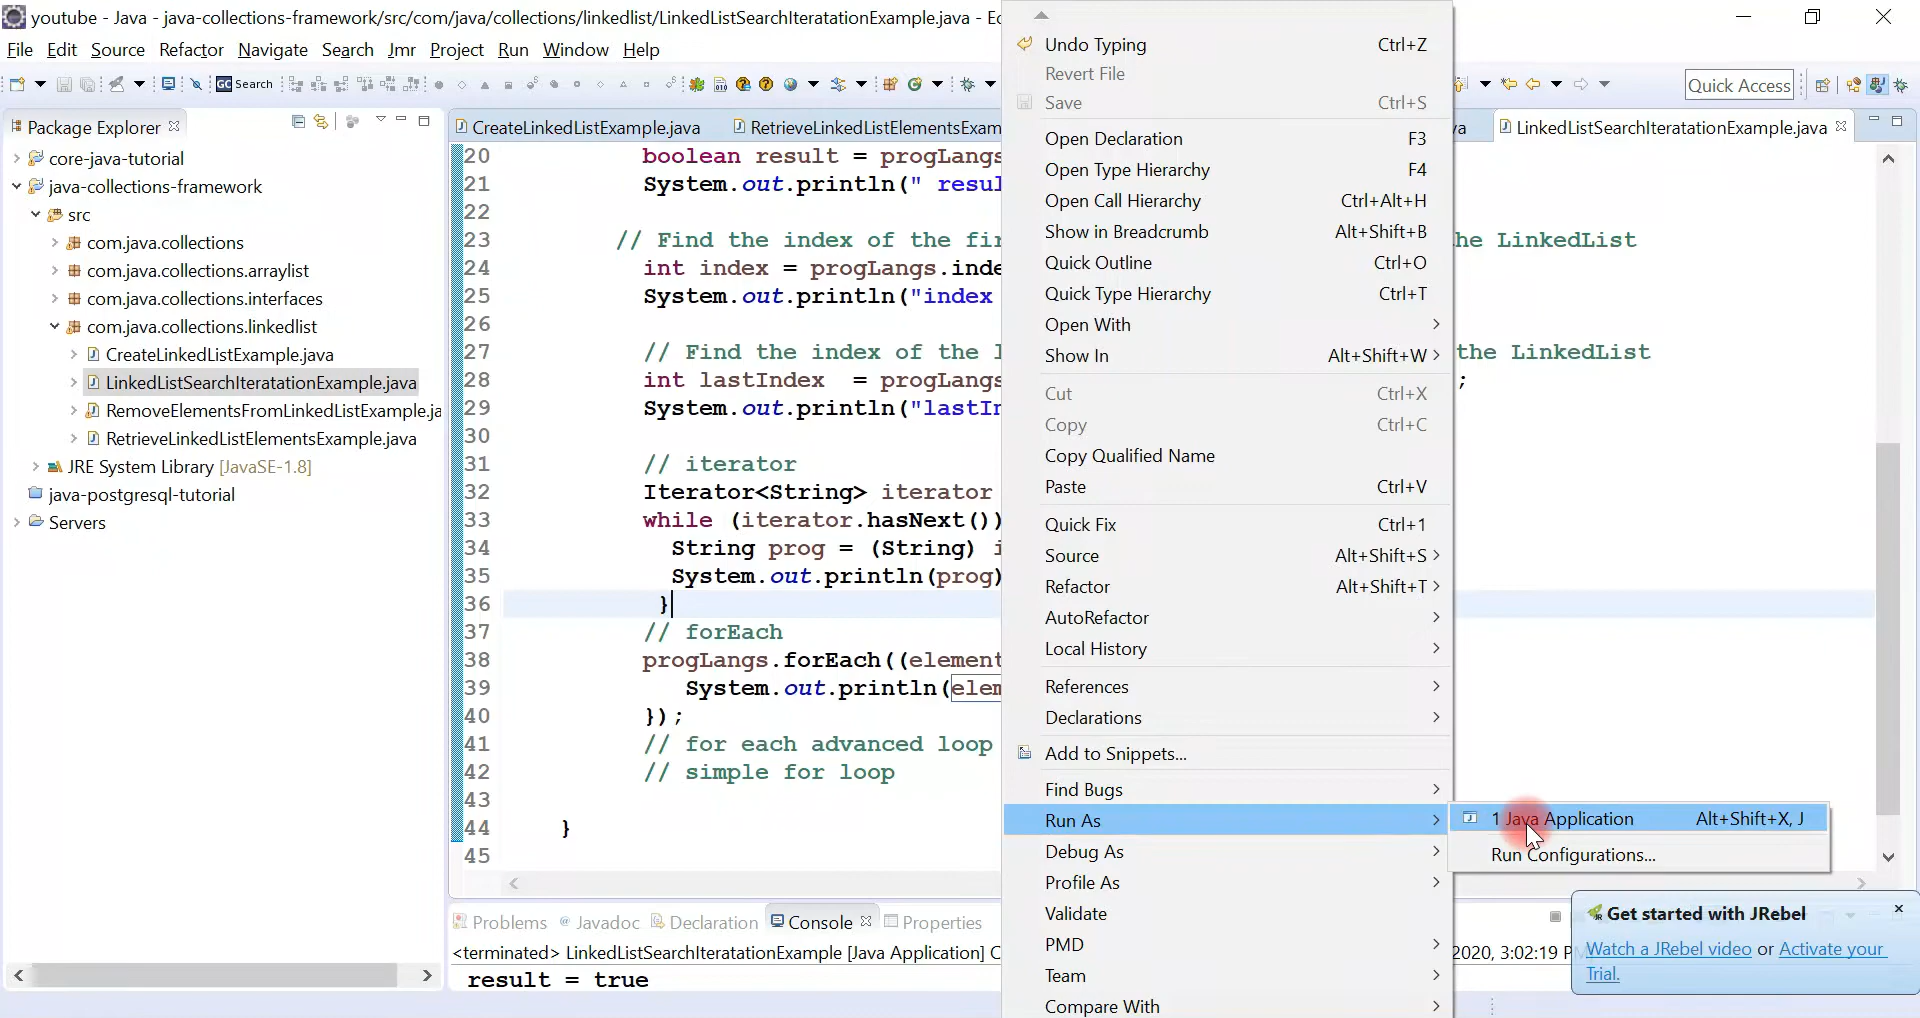 youtube - Java - java-collections-framework/src/com/java/collections/linkedlist/LinkedListSearchIteratationExample.java - Ec
File Edit Source Refactor Navigate Search Jmr Project Run Window Help
GC Search
Quick Access
Package Explorer
core-java-tutorial
java-collections-framework
src
com.java.collections
com.java.collections.arraylist
com.java.collections.interfaces
com.java.collections.linkedlist
CreateLinkedListExample.java
LinkedListSearchIteratationExample.java
RemoveElementsFromLinkedListExample.ja
RetrieveLinkedListElementsExample.java
JRE System Library [JavaSE-1.8]
java-postgresql-tutorial
Servers
CreateLinkedListExample.java RetrieveLinkedListElementsExam va LinkedListSearchIteratationExample.java
20 boolean result = progLangs
21 System.out.println(" resul
22
23 // Find the index of the fir he LinkedList
24 int index = progLangs.inde
25 System.out.println("index
26
27 // Find the index of the l the LinkedList
28 int lastIndex = progLangs ;
29 System.out.println("lastIn
30
31 // iterator
32 Iterator<String> iterator
33 while (iterator.hasNext())
34 String prog = (String) i
35 System.out.println(prog)
36 }
37 // forEach
38 progLangs.forEach((element
39 System.out.println(elem
40 });
41 // for each advanced loop
42 // simple for loop
43
44 }
45
Undo Typing Ctrl+Z
Revert File
Save Ctrl+S
Open Declaration F3
Open Type Hierarchy F4
Open Call Hierarchy Ctrl+Alt+H
Show in Breadcrumb Alt+Shift+B
Quick Outline Ctrl+O
Quick Type Hierarchy Ctrl+T
Open With
Show In Alt+Shift+W
Cut Ctrl+X
Copy Ctrl+C
Copy Qualified Name
Paste Ctrl+V
Quick Fix Ctrl+1
Source Alt+Shift+S
Refactor Alt+Shift+T
AutoRefactor
Local History
References
Declarations
Add to Snippets...
Find Bugs
Run As
Debug As
Profile As
Validate
PMD
Team
Compare With
1 Java Application Alt+Shift+X, J
Run Configurations...
Problems Javadoc Declaration Console Properties
<terminated> LinkedListSearchIteratationExample [Java Application] C 2020, 3:02:19 P
result = true
Get started with JRebel
Watch a JRebel video or Activate your
Trial.